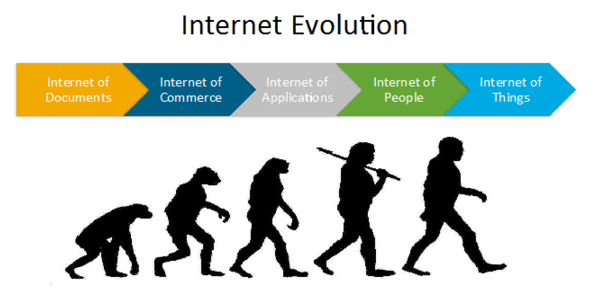 Internet Evolution
Internet of
Documents
Internet of
Commerce
Internet of
Applications
Internet of
People
Internet of
Things